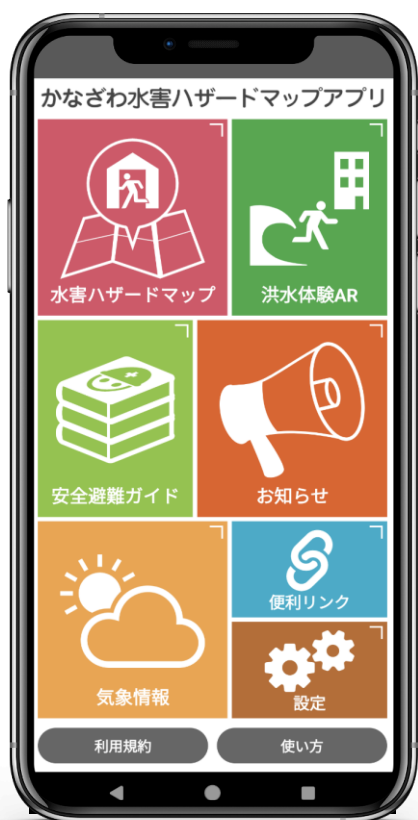 かなざわ水害ハザードマップアプリ
水害ハザードマップ
洪水体験AR
安全避難ガイド
お知らせ
気象情報
便利リンク
設定
利用規約
使い方